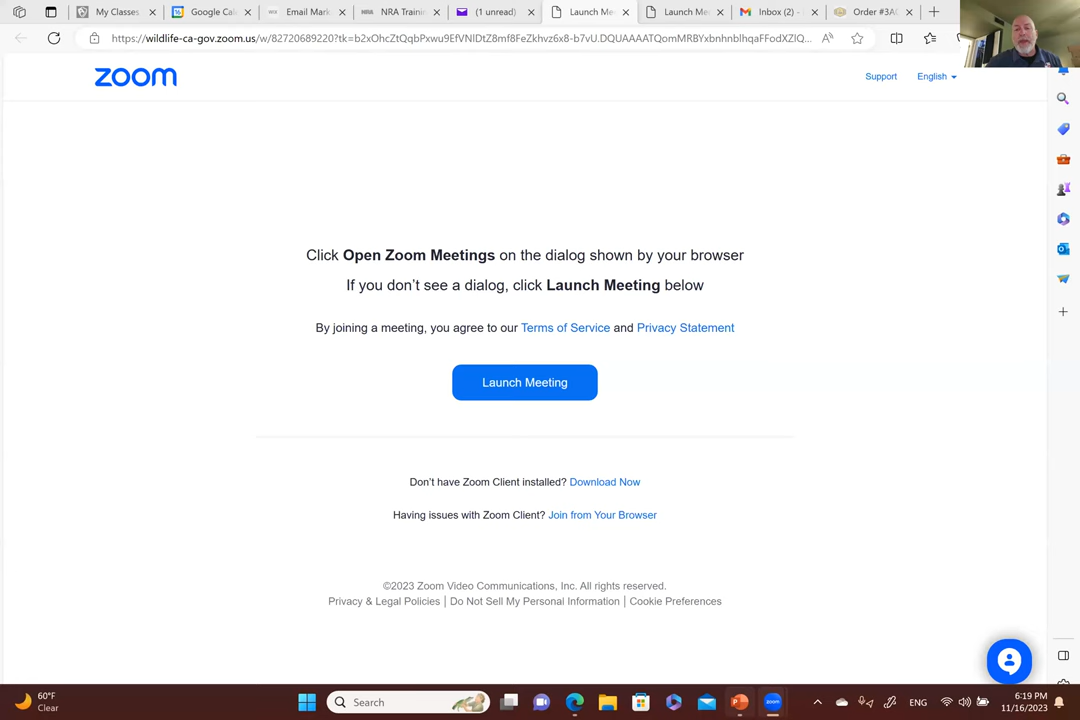 My Classes
Google Cal
Email Mark
NRA Trainin
(1 unread)
Launch Me
Launch Me
Inbox (2) -
Order #3A
https://wildlife-ca-gov.zoom.us/w/82720689220?tk=
zoom
Support
English
Click Open Zoom Meetings on the dialog shown by your browser
If you don't see a dialog, click Launch Meeting below
By joining a meeting, you agree to our Terms of Service and Privacy Statement
Launch Meeting
Don't have Zoom Client installed? Download Now
Having issues with Zoom Client? Join from Your Browser
©2023 Zoom Video Communications, Inc. All rights reserved.
Privacy & Legal Policies | Do Not Sell My Personal Information | Cookie Preferences
60°F
Clear
Search
zoom
ENG
6:19 PM
11/16/2023